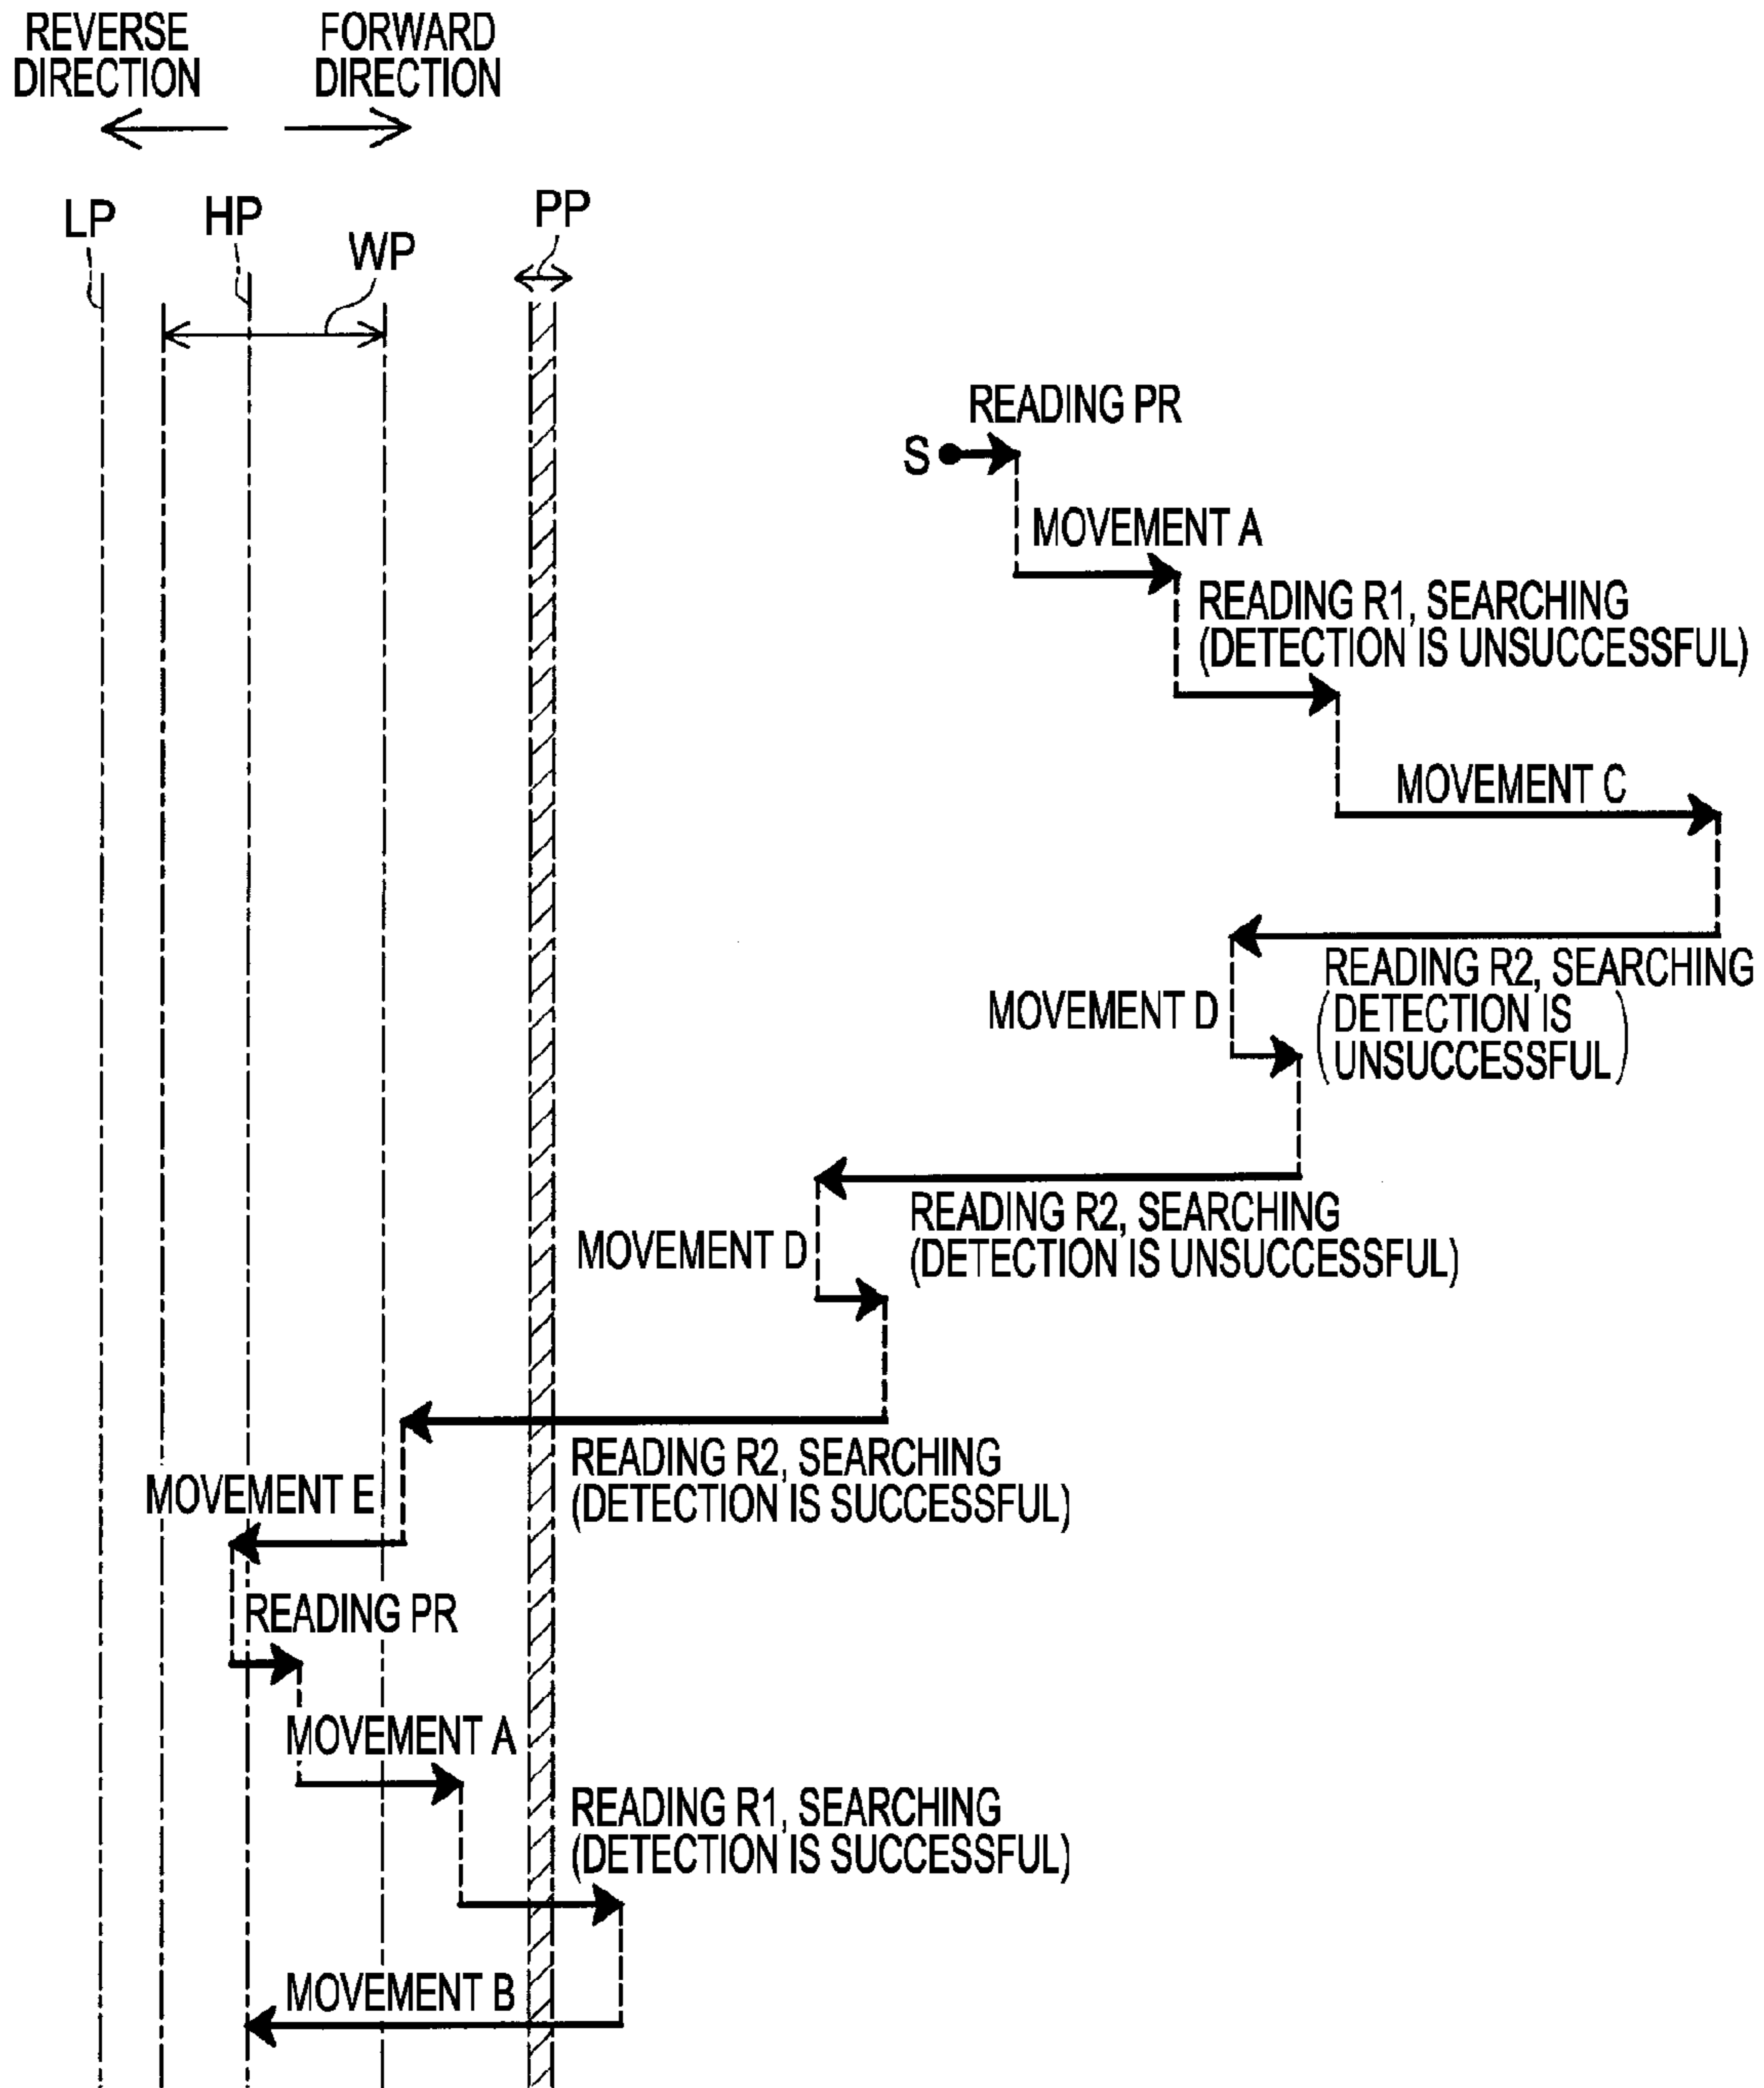 REVERSE
DIRECTION
FORWARD
DIRECTION
LP
HP
WP
PP
READING PR
S
MOVEMENT A
READING R1, SEARCHING
(DETECTION IS UNSUCCESSFUL)
MOVEMENT C
READING R2, SEARCHING
(DETECTION IS
UNSUCCESSFUL)
MOVEMENT D
READING R2, SEARCHING
(DETECTION IS UNSUCCESSFUL)
MOVEMENT D
READING R2, SEARCHING
(DETECTION IS SUCCESSFUL)
MOVEMENT E
READING PR
MOVEMENT A
READING R1, SEARCHING
(DETECTION IS SUCCESSFUL)
MOVEMENT B